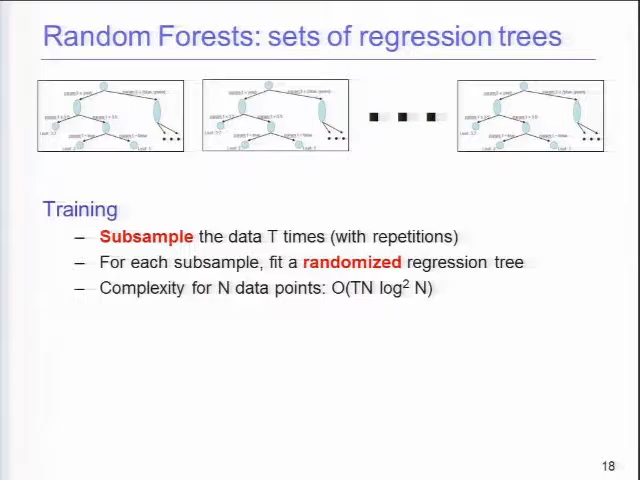 Random Forests: sets of regression trees
Training
– Subsample the data T times (with repetitions)
– For each subsample, fit a randomized regression tree
– Complexity for N data points: O(TN log² N)
18